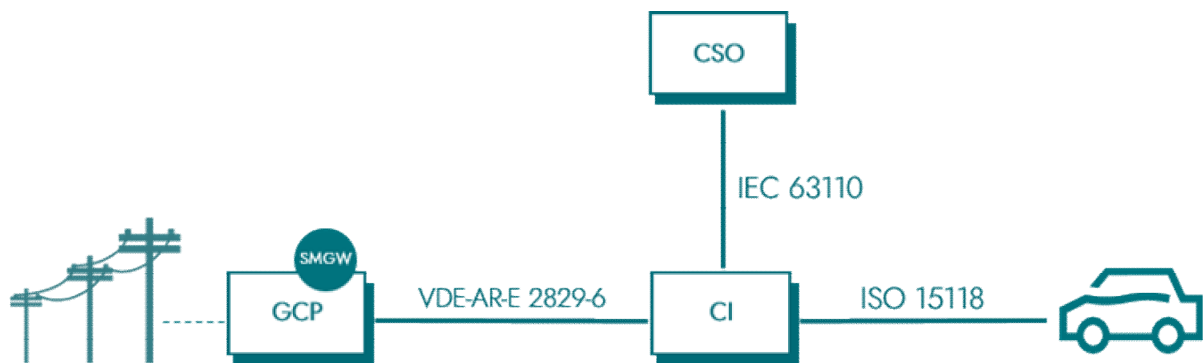 CSO
IEC 63110
SMGW
GCP
VDE-AR-E 2829-6
CI
ISO 15118